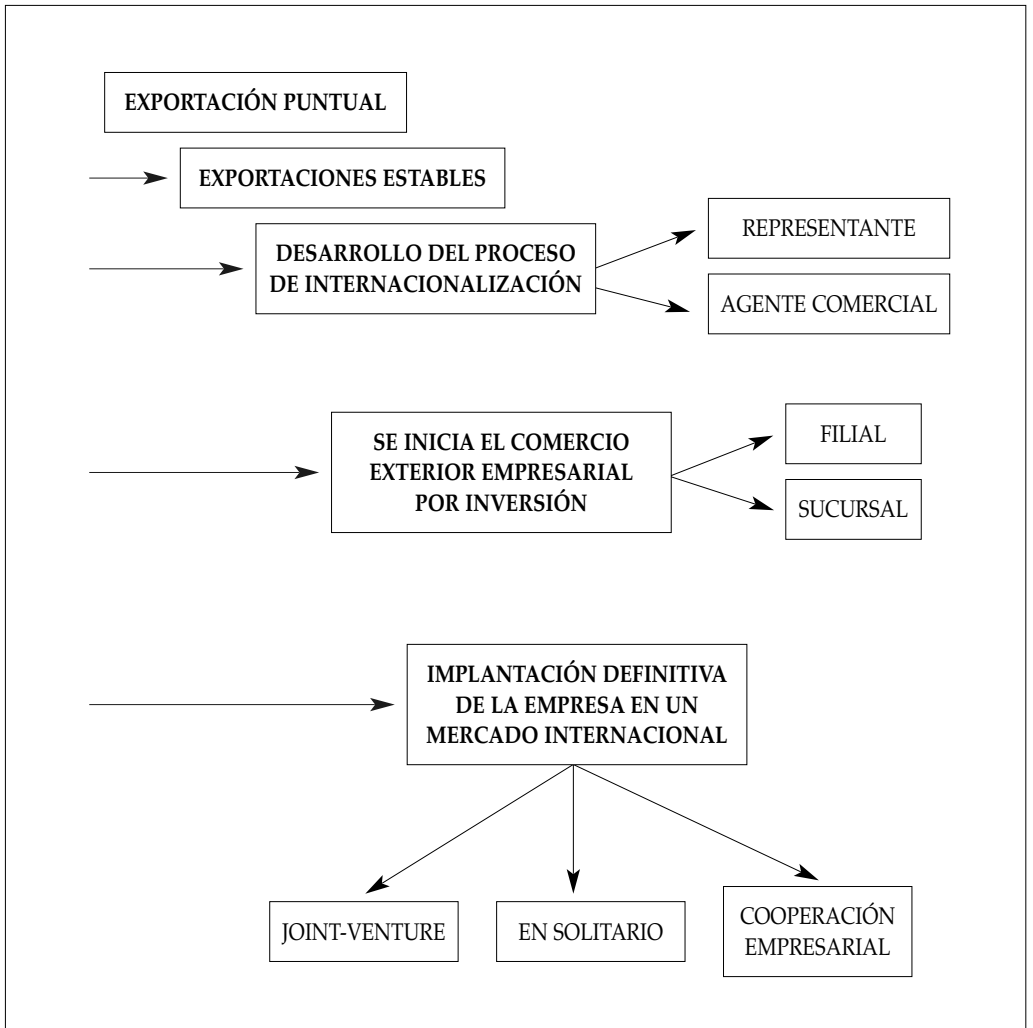 EXPORTACIÓN PUNTUAL
EXPORTACIONES ESTABLES
DESARROLLO DEL PROCESO
DE INTERNACIONALIZACIÓN
REPRESENTANTE
AGENTE COMERCIAL
SE INICIA EL COMERCIO
EXTERIOR EMPRESARIAL
POR INVERSIÓN
FILIAL
SUCURSAL
IMPLANTACIÓN DEFINITIVA
DE LA EMPRESA EN UN
MERCADO INTERNACIONAL
JOINT-VENTURE
EN SOLITARIO
COOPERACIÓN
EMPRESARIAL